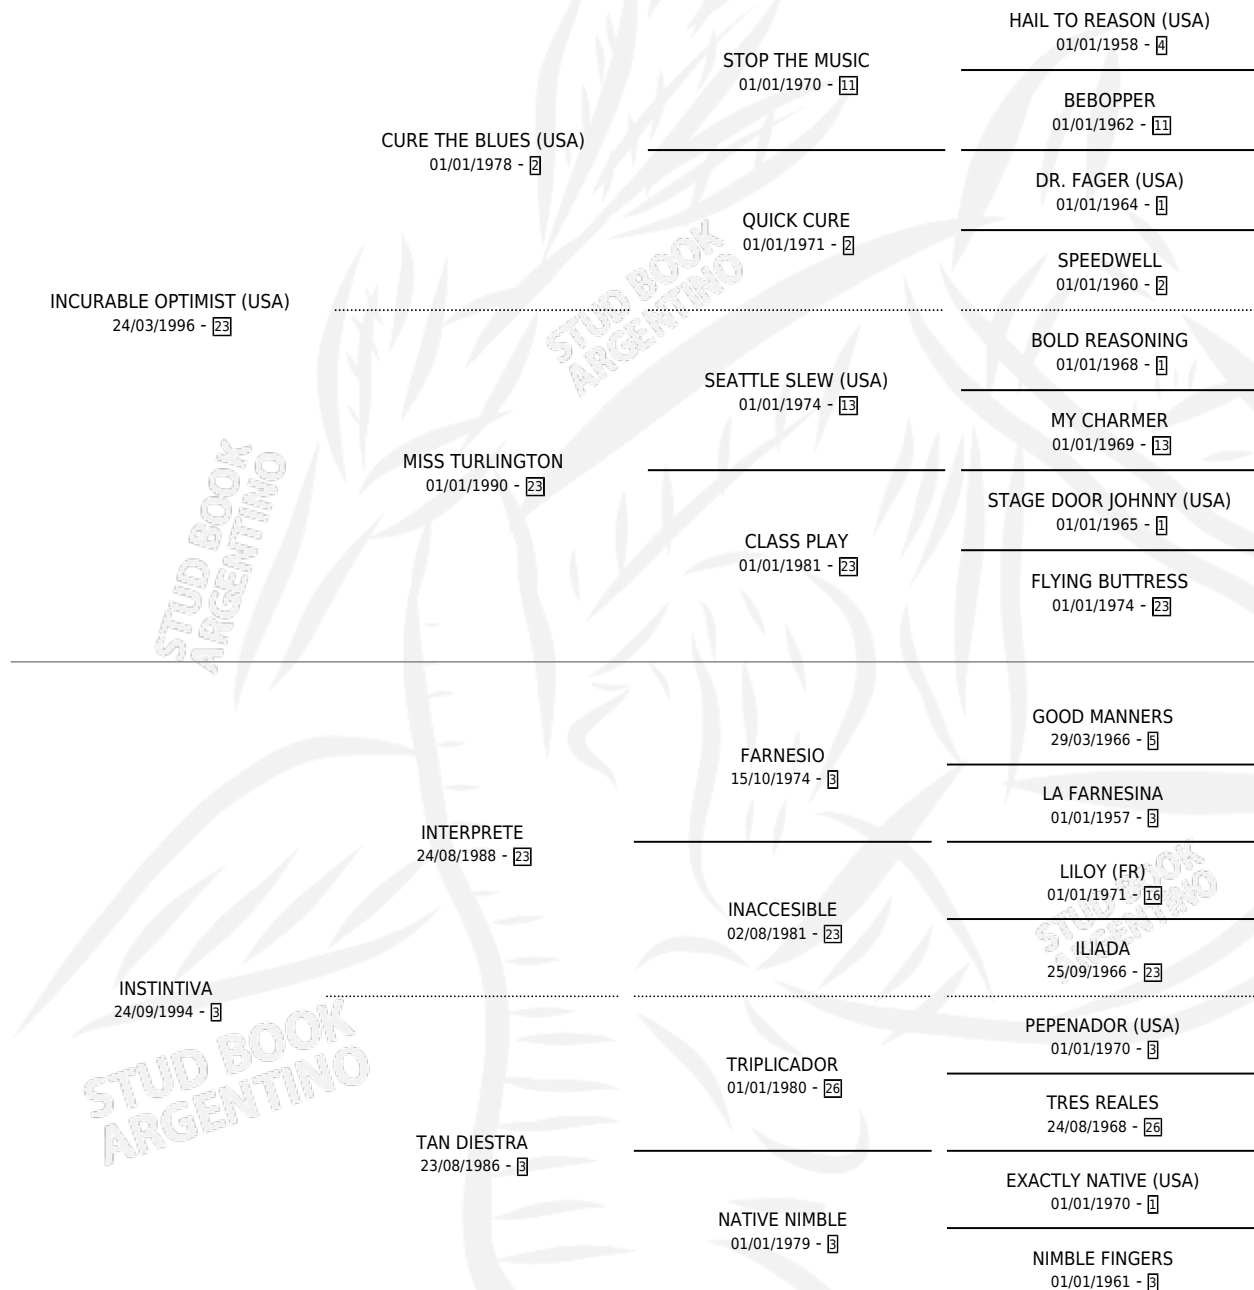 INCURABLE OPTIMIST (USA)
24/03/1996 - 23
CURE THE BLUES (USA)
01/01/1978 - 2
STOP THE MUSIC
01/01/1970 - 11
HAIL TO REASON (USA)
01/01/1958 - 4
BEBOPPER
01/01/1962 - 11
QUICK CURE
01/01/1971 - 2
DR. FAGER (USA)
01/01/1964 - 1
SPEEDWELL
01/01/1960 - 2
MISS TURLINGTON
01/01/1990 - 23
SEATTLE SLEW (USA)
01/01/1974 - 13
BOLD REASONING
01/01/1968 - 1
MY CHARMER
01/01/1969 - 13
CLASS PLAY
01/01/1981 - 23
STAGE DOOR JOHNNY (USA)
01/01/1965 - 1
FLYING BUTTRESS
01/01/1974 - 23
INSTINTIVA
24/09/1994 - 3
INTERPRETE
24/08/1988 - 23
FARNESIO
15/10/1974 - 3
GOOD MANNERS
29/03/1966 - 5
LA FARNESINA
01/01/1957 - 3
INACCESIBLE
02/08/1981 - 23
LILOY (FR)
01/01/1971 - 16
ILIADA
25/09/1966 - 23
TAN DIESTRA
23/08/1986 - 3
TRIPLICADOR
01/01/1980 - 26
PEPENADOR (USA)
01/01/1970 - 3
TRES REALES
24/08/1968 - 26
NATIVE NIMBLE
01/01/1979 - 3
EXACTLY NATIVE (USA)
01/01/1970 - 1
NIMBLE FINGERS
01/01/1961 - 3
STUD BOOK
ARGENTINO
STUD BOOK
ARGENTINO
STUD BOOK
ARGENTINO
STUD BOOK
ARGENTINO